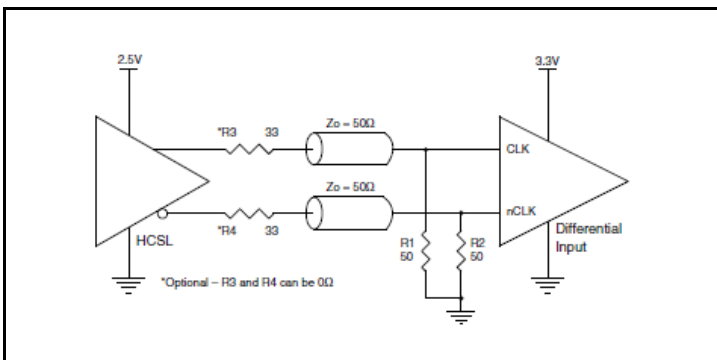 2.5V
3.3V
*R3 33
Zo = 50Ω
CLK
Zo = 50Ω
nCLK
*R4 33
HCSL
R1
50
R2
50
Differential
Input
*Optional – R3 and R4 can be 0Ω